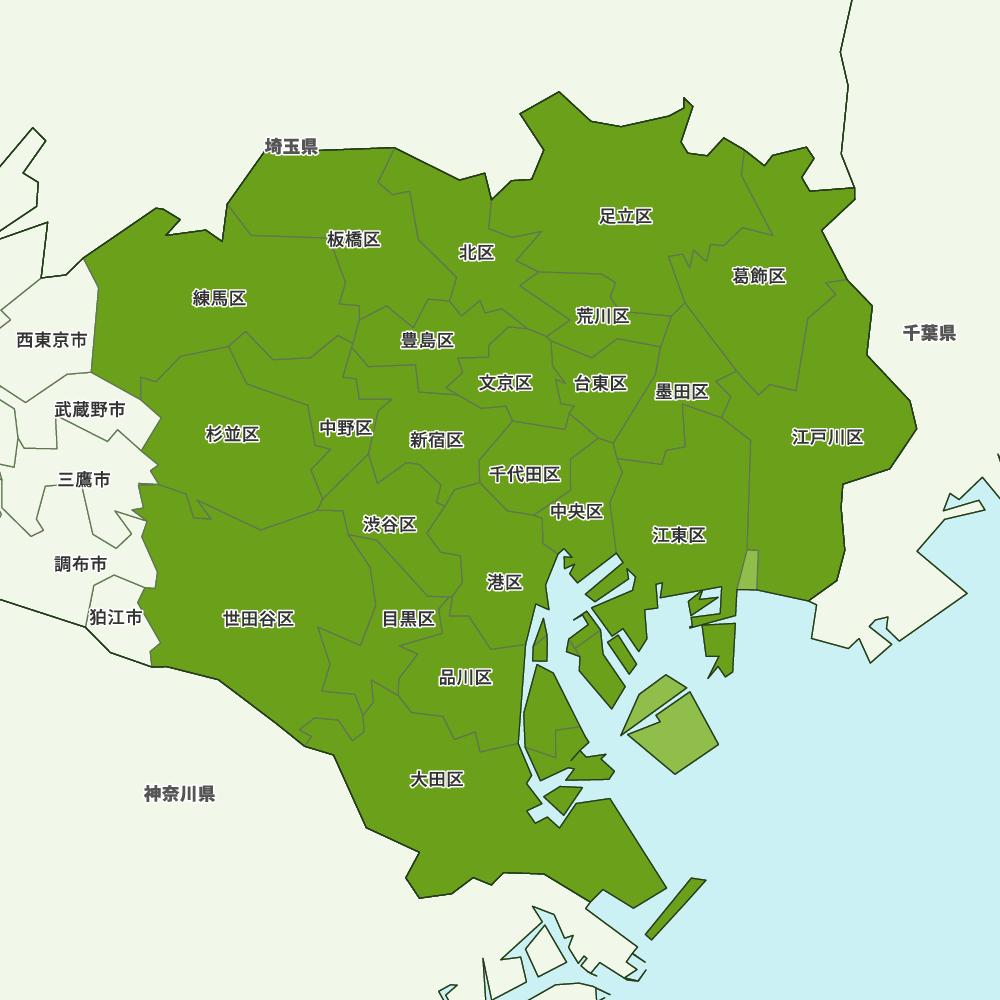 埼玉県
足立区
板橋区
北区
葛飾区
練馬区
荒川区
千葉県
西東京市
豊島区
文京区
台東区
墨田区
武蔵野市
杉並区
中野区
新宿区
江戸川区
三鷹市
千代田区
中央区
渋谷区
江東区
調布市
港区
狛江市
世田谷区
目黒区
品川区
大田区
神奈川県